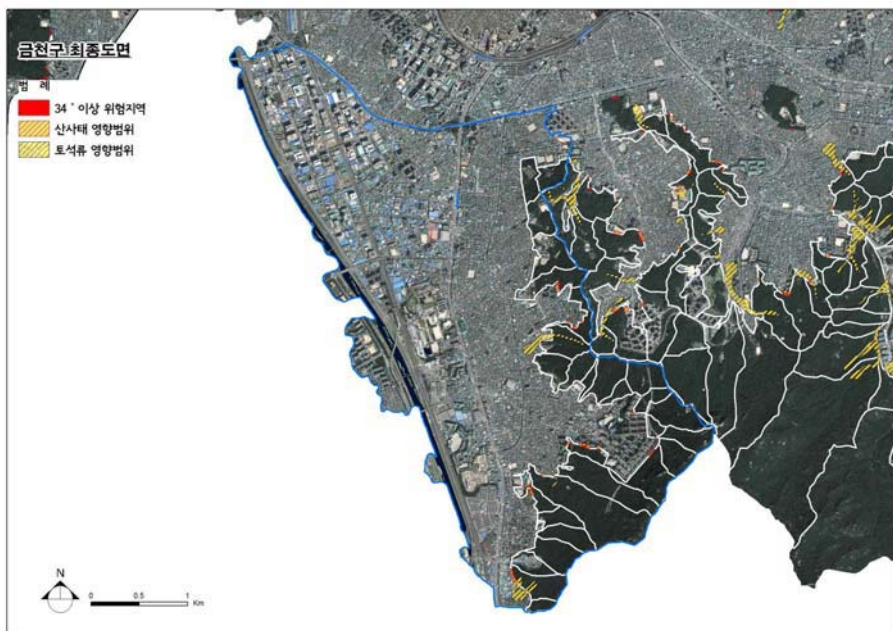 금천구 최종도면
범 례
34 ˚ 이상 위험지역
산사태 영향범위
토석류 영향범위
N
0 0.5 1
Km